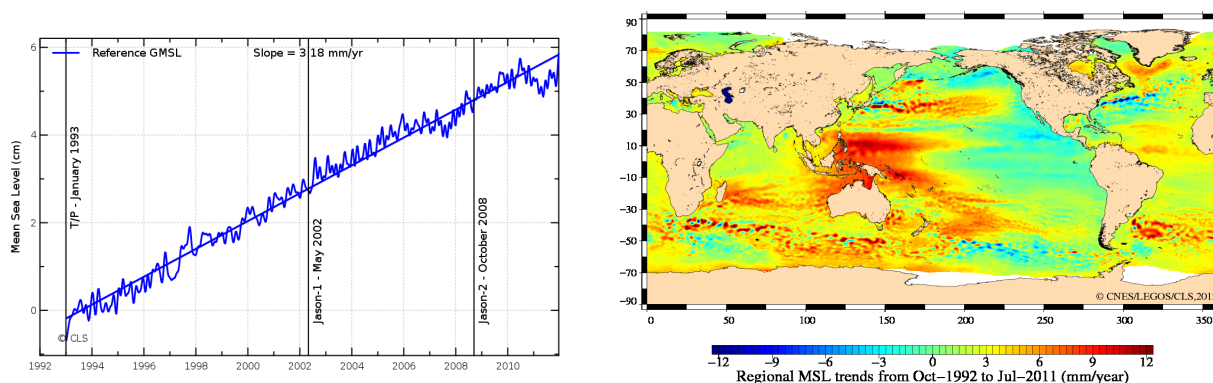 Reference GMSL
Slope = 3.18 mm/yr
Mean Sea Level (cm)
6
4
2
0
T/P - January 1993
Jason-1 - May 2002
Jason-2 - October 2008
© CLS
1992 1994 1996 1998 2000 2002 2004 2006 2008 2010
90
70
50
30
10
−10
−30
−50
−70
−90
© CNES/LEGOS/CLS,201
0 50 100 150 200 250 300 350
−12 −9 −6 −3 0 3 6 9 12
Regional MSL trends from Oct−1992 to Jul−2011 (mm/year)